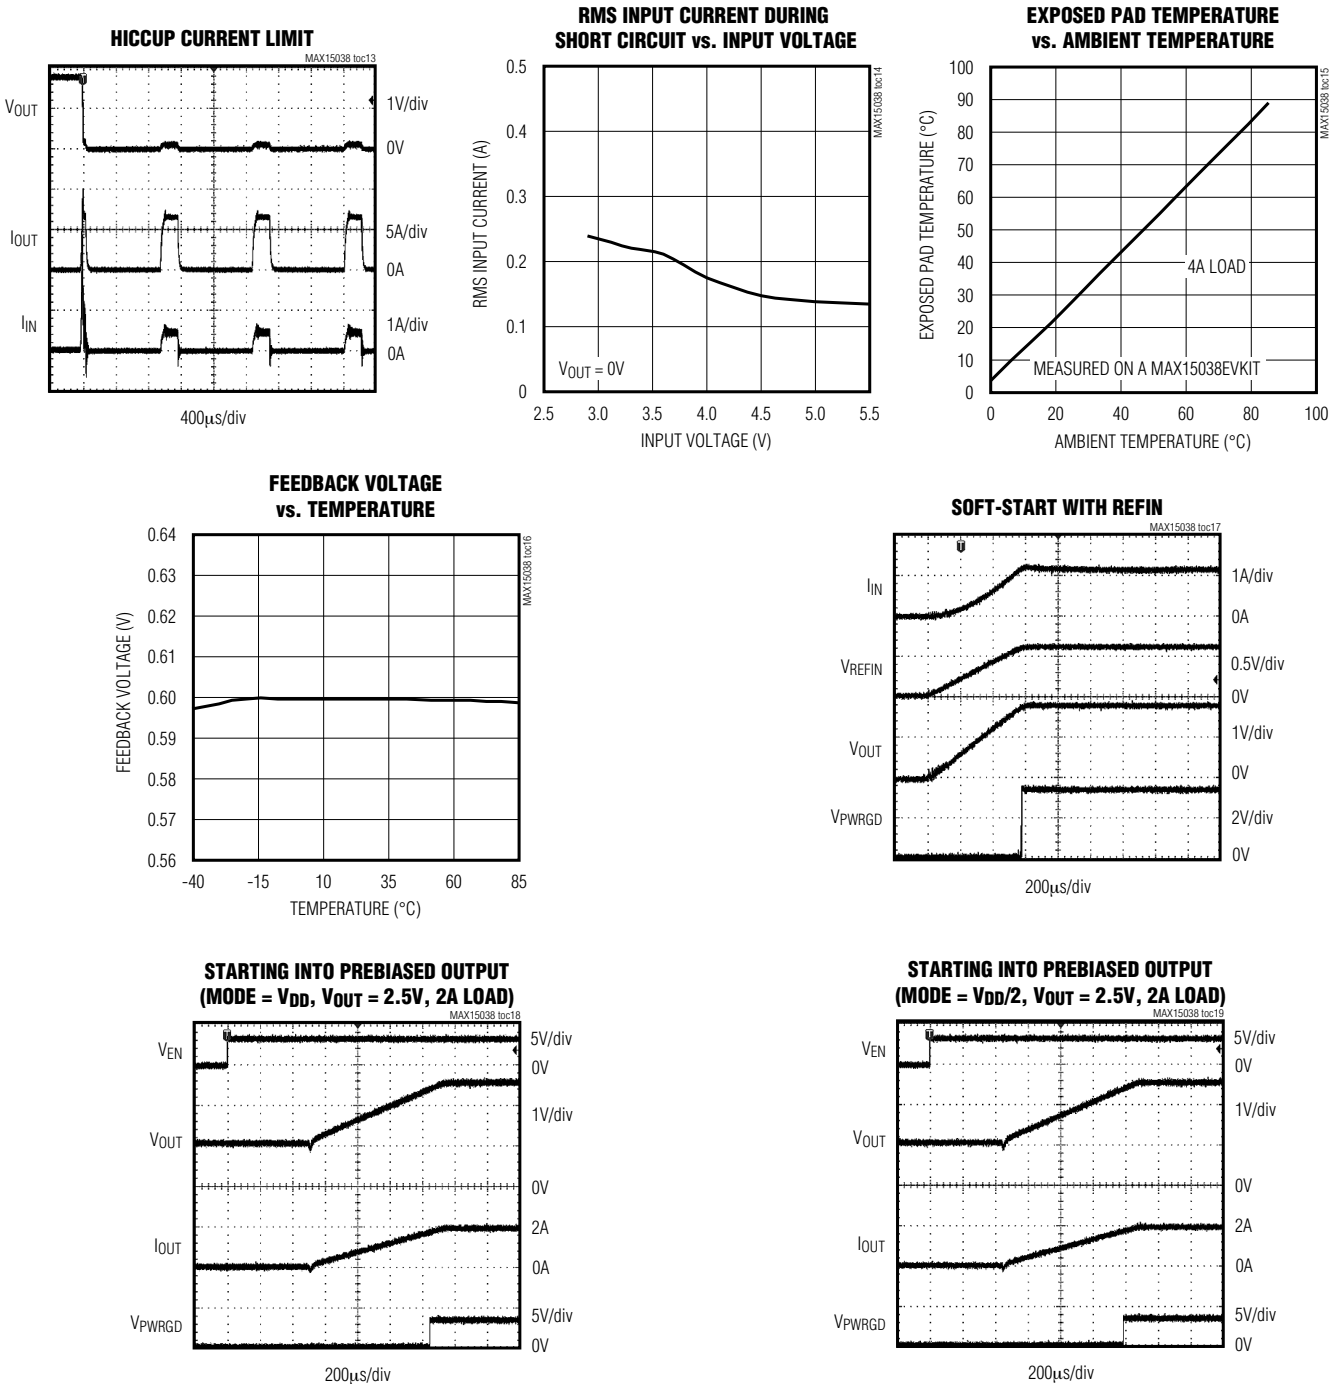 HICCUP CURRENT LIMIT
MAX15038 toc13
VOUT
1V/div
0V
IOUT
5A/div
0A
IIN
1A/div
0A
400µs/div
RMS INPUT CURRENT DURING
SHORT CIRCUIT vs. INPUT VOLTAGE
MAX15038 toc14
RMS INPUT CURRENT (A)
0.5
0.4
0.3
0.2
0.1
0
VOUT = 0V
2.5 3.0 3.5 4.0 4.5 5.0 5.5
INPUT VOLTAGE (V)
EXPOSED PAD TEMPERATURE
vs. AMBIENT TEMPERATURE
MAX15038 toc15
EXPOSED PAD TEMPERATURE (°C)
100
90
80
70
60
50
40
30
20
10
0
4A LOAD
MEASURED ON A MAX15038EVKIT
0 20 40 60 80 100
AMBIENT TEMPERATURE (°C)
FEEDBACK VOLTAGE
vs. TEMPERATURE
MAX15038 toc16
FEEDBACK VOLTAGE (V)
0.64
0.63
0.62
0.61
0.60
0.59
0.58
0.57
0.56
-40 -15 10 35 60 85
TEMPERATURE (°C)
SOFT-START WITH REFIN
MAX15038 toc17
IIN
1A/div
0A
VREFIN
0.5V/div
0V
VOUT
1V/div
0V
VPWRGD
2V/div
0V
200µs/div
STARTING INTO PREBIASED OUTPUT
(MODE = VDD, VOUT = 2.5V, 2A LOAD)
MAX15038 toc18
VEN
5V/div
0V
VOUT
1V/div
0V
IOUT
2A
0A
VPWRGD
5V/div
0V
200µs/div
STARTING INTO PREBIASED OUTPUT
(MODE = VDD/2, VOUT = 2.5V, 2A LOAD)
MAX15038 toc19
VEN
5V/div
0V
VOUT
1V/div
0V
IOUT
2A
0A
VPWRGD
5V/div
0V
200µs/div